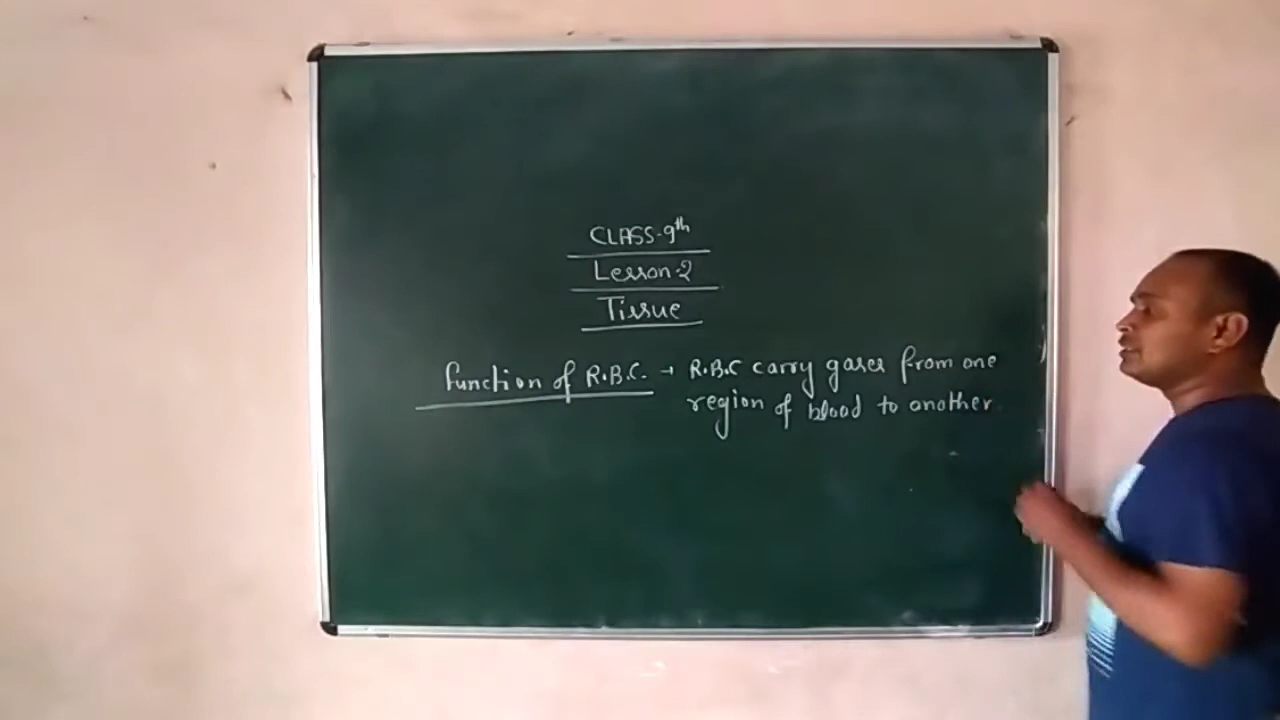 CLASS-9th
Lesson-2
Tissue
function of R.B.C. → R.B.C carry gases from one
region of blood to another